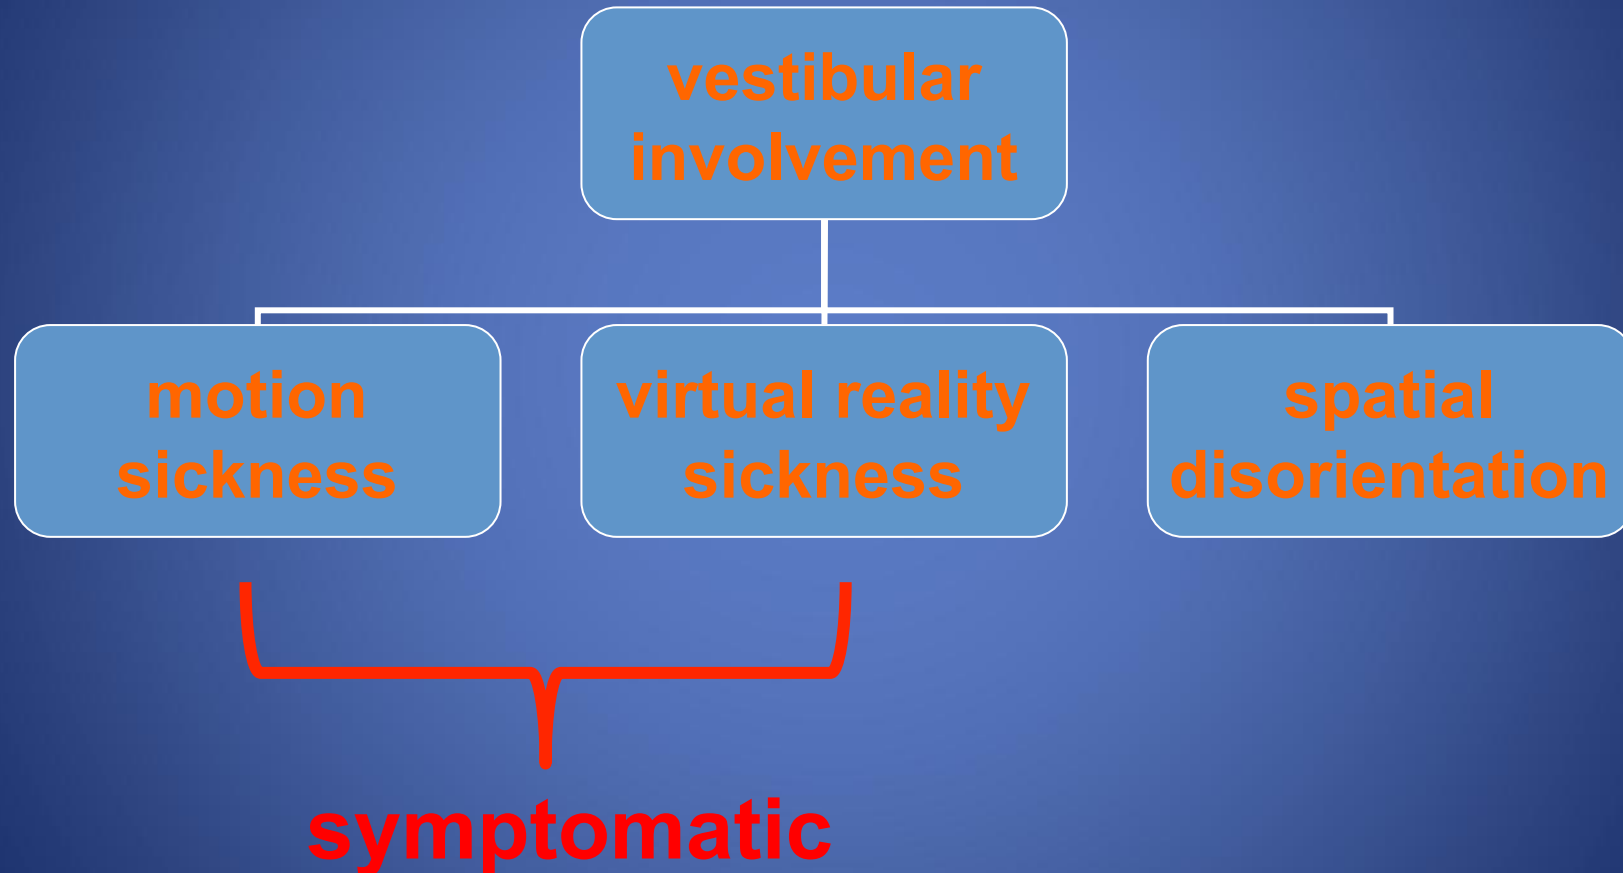 vestibular
involvement
motion
sickness
virtual reality
sickness
spatial
disorientation
symptomatic